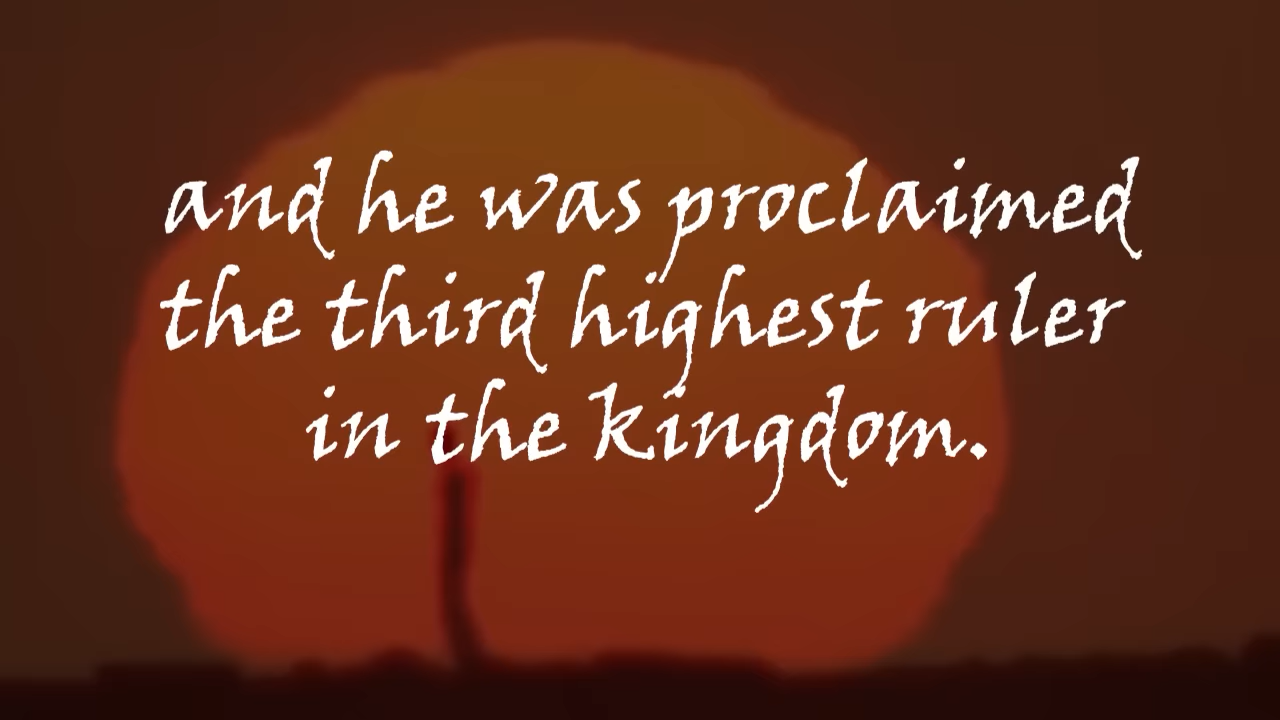 and he was proclaimed
the third highest ruler
in the kingdom.